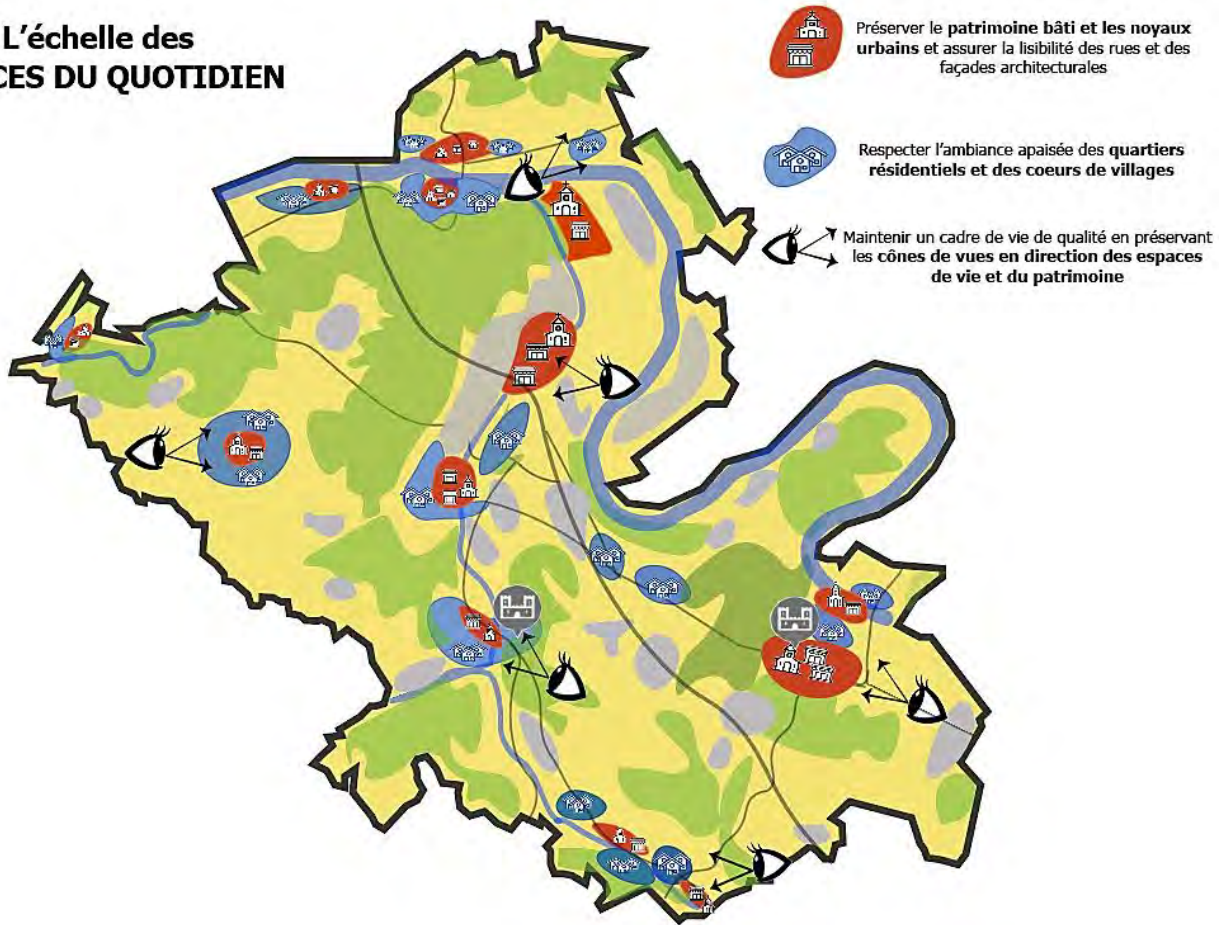 L'échelle des
CES DU QUOTIDIEN
Préserver le patrimoine bâti et les noyaux
urbains et assurer la lisibilité des rues et des
façades architecturales
Respecter l'ambiance apaisée des quartiers
résidentiels et des coeurs de villages
Maintenir un cadre de vie de qualité en préservant
les cônes de vues en direction des espaces
de vie et du patrimoine